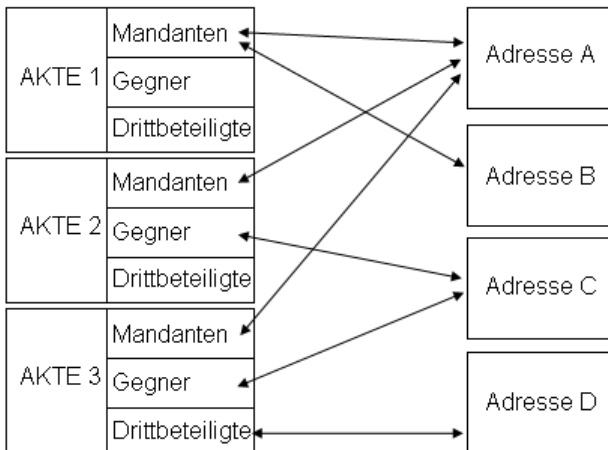 AKTE 1
Mandanten
Gegner
Drittbeteiligte
AKTE 2
Mandanten
Gegner
Drittbeteiligte
AKTE 3
Mandanten
Gegner
Drittbeteiligte
Adresse A
Adresse B
Adresse C
Adresse D